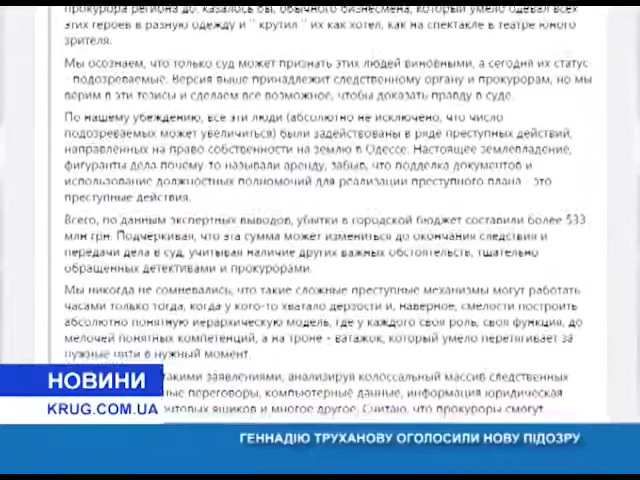 прокурора региона до, казалось бы, обычного бизнесмена, который умело одевал всех
этих героев в разную одежду и " крутил " их как хотел, как на спектакле в театре юного
зрителя.
Мы осознаем, что только суд может признать этих людей виновными, а сегодня их статус
- подозреваемые. Версия выше принадлежит следственному органу и прокурорам, но мы
верим в эти тезисы и сделаем все возможное, чтобы доказать правду в суде.
По нашему убеждению, все эти люди (абсолютно не исключено, что число
подозреваемых может увеличиться) были задействованы в ряде преступных действий,
направленных на право собственности на землю в Одессе. Настоящее землевладение,
фигуранты дела почему-то называли аренду, забыв, что подделка документов и
использование должностных полномочий для реализации преступного плана - это
преступные действия.
Всего, по данным экспертных выводов, убытки в городской бюджет составили более 533
млн грн. Подчеркивая, что эта сумма может измениться до окончания следствия и
передачи дела в суд, учитывая наличие других важных обстоятельств, тщательно
обращенных детективами и прокурорами.
Мы никогда не сомневались, что такие сложные преступные механизмы могут работать
часами только тогда, когда у кого-то хватало дерзости и, наверное, смелости построить
абсолютно понятную иерархическую модель, где у каждого своя роль, своя функция, до
мелочей понятных компетенций, а на троне - ватажок, который умело перетягивает за
нужные нити в нужный момент.
такими заявлениями, анализируя колоссальный массив следственных
переговоры, компьютерные данные, информация юридическая
ящиков и многое другое. Считаю, что прокуроры смогут
НОВИНИ
KRUG.COM.UA
ГЕННАДІЮ ТРУХАНОВУ ОГОЛОСИЛИ НОВУ ПІДОЗРУ